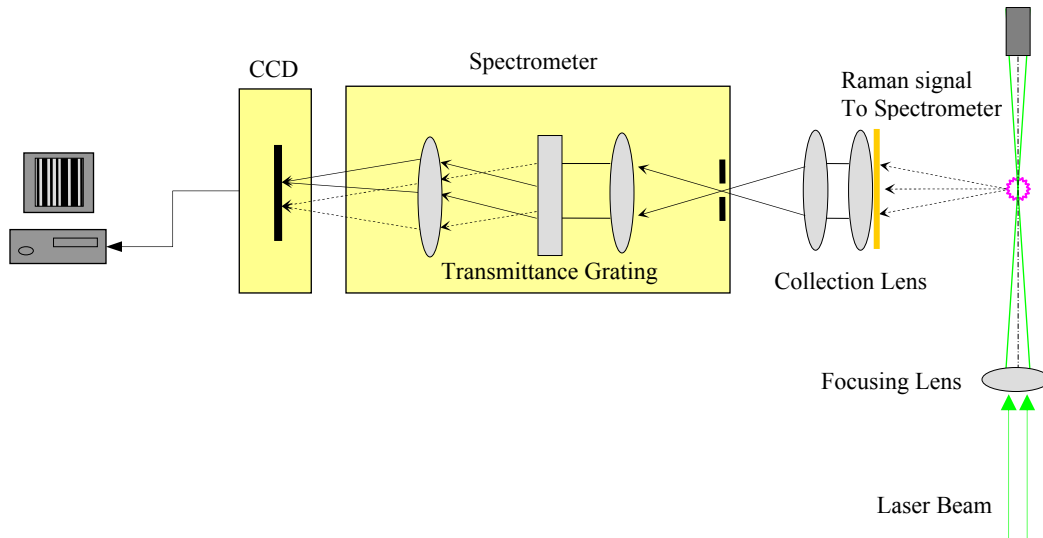 Spectrometer
CCD
Raman signal
To Spectrometer
Transmittance Grating
Collection Lens
Focusing Lens
Laser Beam